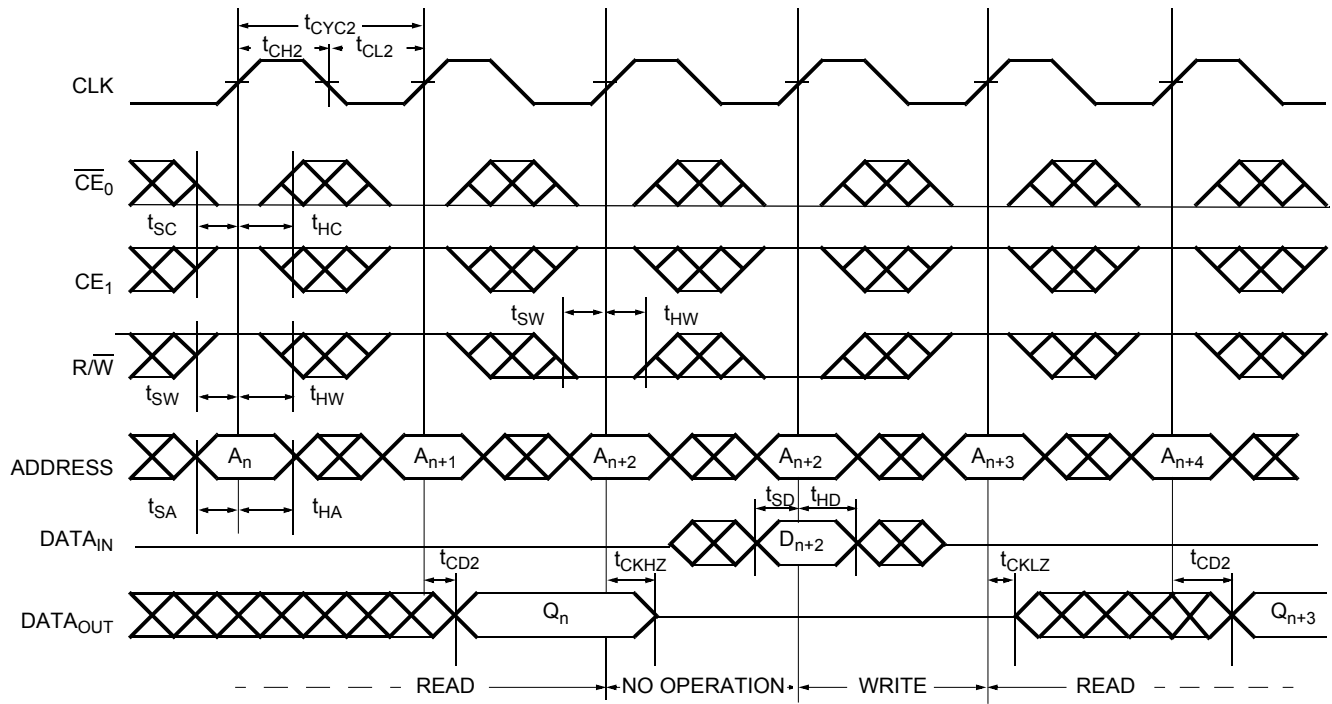 tCYC2
tCH2 tCL2
CLK
CE0
tSC tHC
CE1
tSW tHW
R/W
tSW tHW
ADDRESS An An+1 An+2 An+2 An+3 An+4
tSA tHA tSD tHD
DATAIN Dn+2
tCD2 tCKHZ tCKLZ tCD2
DATAOUT Qn Qn+3
READ NO OPERATION WRITE READ